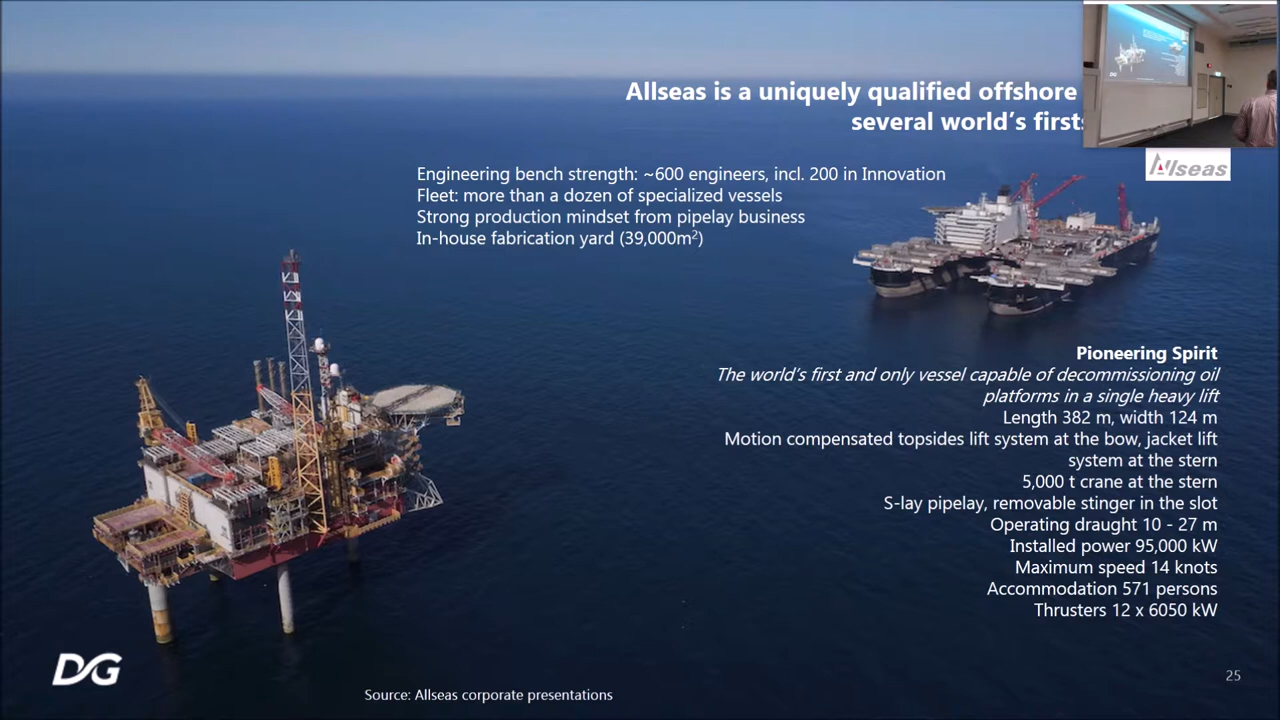 Allseas is a uniquely qualified offshore
several world's firsts
Allseas
Engineering bench strength: ~600 engineers, incl. 200 in Innovation
Fleet: more than a dozen of specialized vessels
Strong production mindset from pipelay business
In-house fabrication yard (39,000m²)
Pioneering Spirit
The world's first and only vessel capable of decommissioning oil
platforms in a single heavy lift
Length 382 m, width 124 m
Motion compensated topsides lift system at the bow, jacket lift
system at the stern
5,000 t crane at the stern
S-lay pipelay, removable stinger in the slot
Operating draught 10 - 27 m
Installed power 95,000 kW
Maximum speed 14 knots
Accommodation 571 persons
Thrusters 12 x 6050 kW
DG
Source: Allseas corporate presentations
25